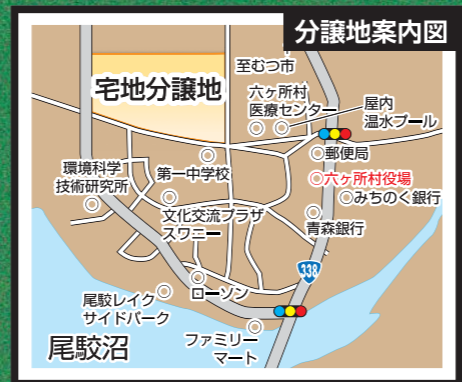 分譲地案内図
至むつ市
宅地分譲地
六ヶ所村
医療センター
屋内
温水プール
郵便局
環境科学
技術研究所
第一中学校
六ヶ所村役場
みちのく銀行
文化交流プラザ
スワニー
青森銀行
338
尾駮レイク
サイドパーク
ローソン
尾駮沼
ファミリー
マート